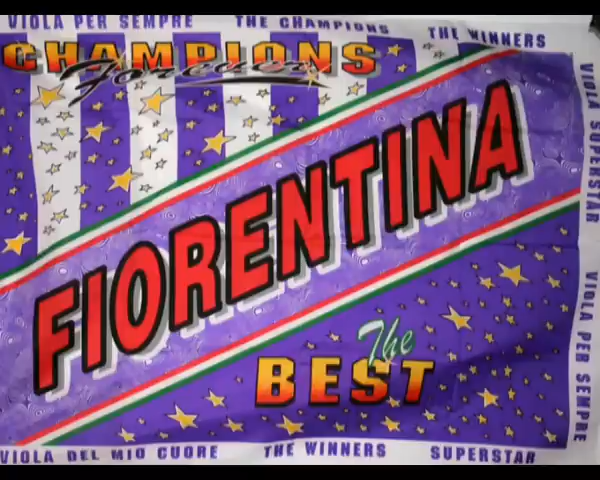 VIOLA PER SEMPRE THE CHAMPIONS THE WINNERS
CHAMPIONS
Forever
FIORENTINA
The
BEST
VIOLA SUPERSTAR
VIOLA PER SEMPRE
VIOLA DEL MIO CUORE THE WINNERS SUPERSTAR